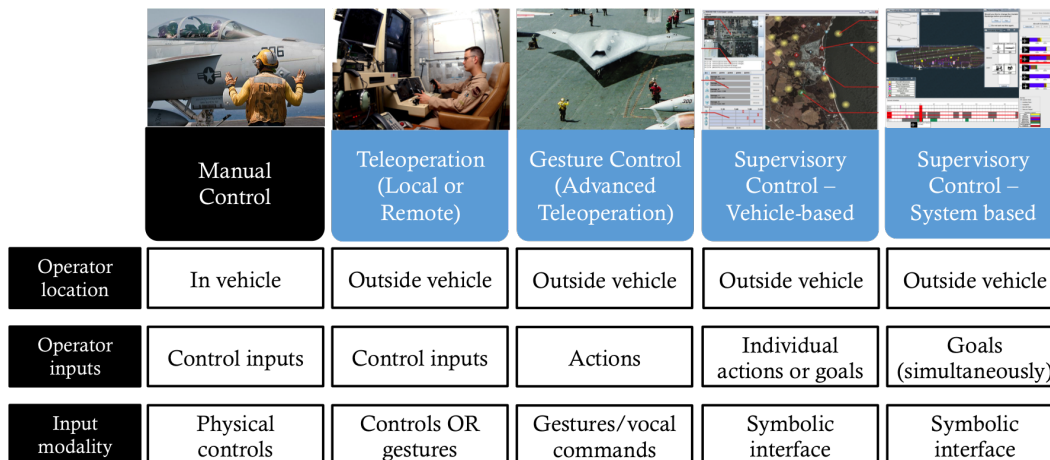 Manual
Control
Teleoperation
(Local or
Remote)
Gesture Control
(Advanced
Teleoperation)
Supervisory
Control –
Vehicle-based
Supervisory
Control –
System based
Operator
location
In vehicle
Outside vehicle
Outside vehicle
Outside vehicle
Outside vehicle
Operator
inputs
Control inputs
Control inputs
Actions
Individual
actions or goals
Goals
(simultaneously)
Input
modality
Physical
controls
Controls OR
gestures
Gestures/vocal
commands
Symbolic
interface
Symbolic
interface